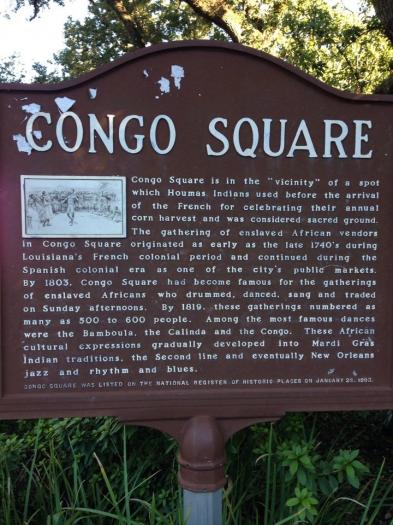 CONGO SQUARE
Congo Square is in the "vicinity" of a spot
which Houmas Indians used before the arrival
of the French for celebrating their annual
corn harvest and was considered sacred ground.
The gathering of enslaved African vendors
in Congo Square originated as early as the late 1740's during
Louisiana's French colonial period and continued during the
Spanish colonial era as one of the city's public markets.
By 1803, Congo Square had become famous for the gatherings
of enslaved Africans who drummed, danced, sang and traded
on Sunday afternoons. By 1819, these gatherings numbered as
many as 500 to 600 people. Among the most famous dances
were the Bamboula, the Calinda and the Congo. These African
cultural expressions gradually developed into Mardi Gras
Indian traditions, the Second line and eventually New Orleans
jazz and rhythm and blues.
CONGO SQUARE WAS LISTED ON THE NATIONAL REGISTER OF HISTORIC PLACES ON JANUARY 28, 1993.